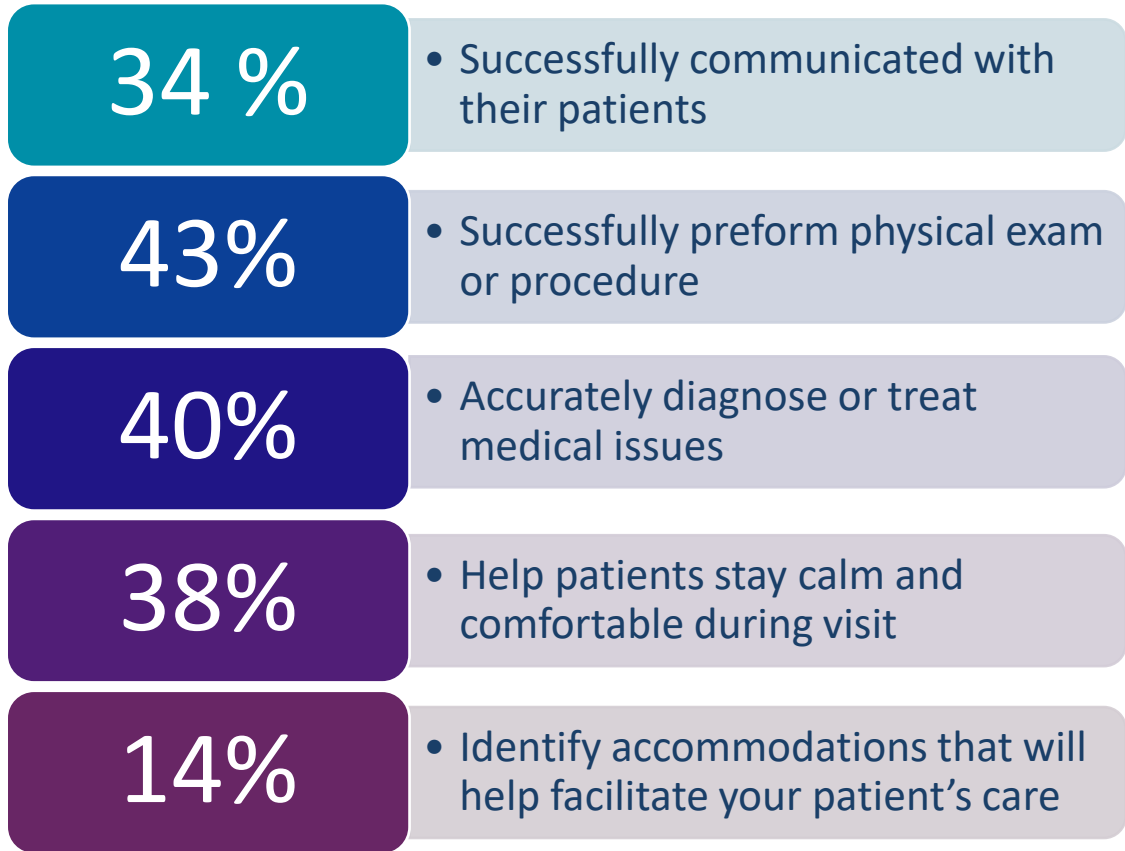 34 %
• Successfully communicated with
their patients
43%
• Successfully preform physical exam
or procedure
40%
• Accurately diagnose or treat
medical issues
38%
• Help patients stay calm and
comfortable during visit
14%
• Identify accommodations that will
help facilitate your patient’s care